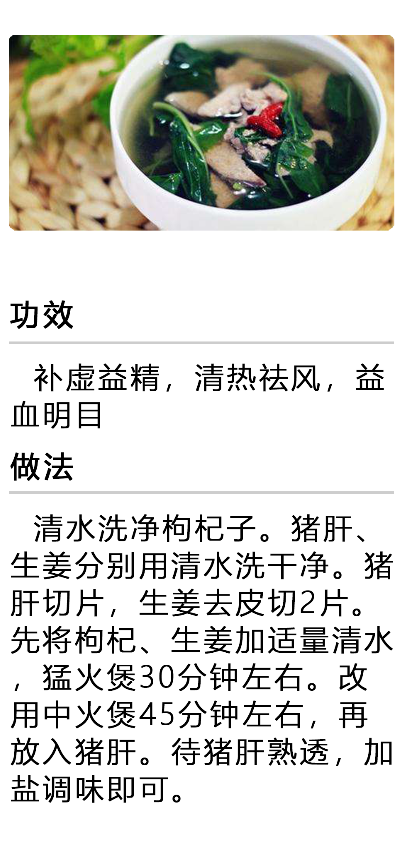 功效
补虚益精，清热祛风，益
血明目
做法
清水洗净枸杞子。猪肝、
生姜分别用清水洗干净。猪
肝切片，生姜去皮切2片。
先将枸杞、生姜加适量清水
，猛火煲30分钟左右。改
用中火煲45分钟左右，再
放入猪肝。待猪肝熟透，加
盐调味即可。